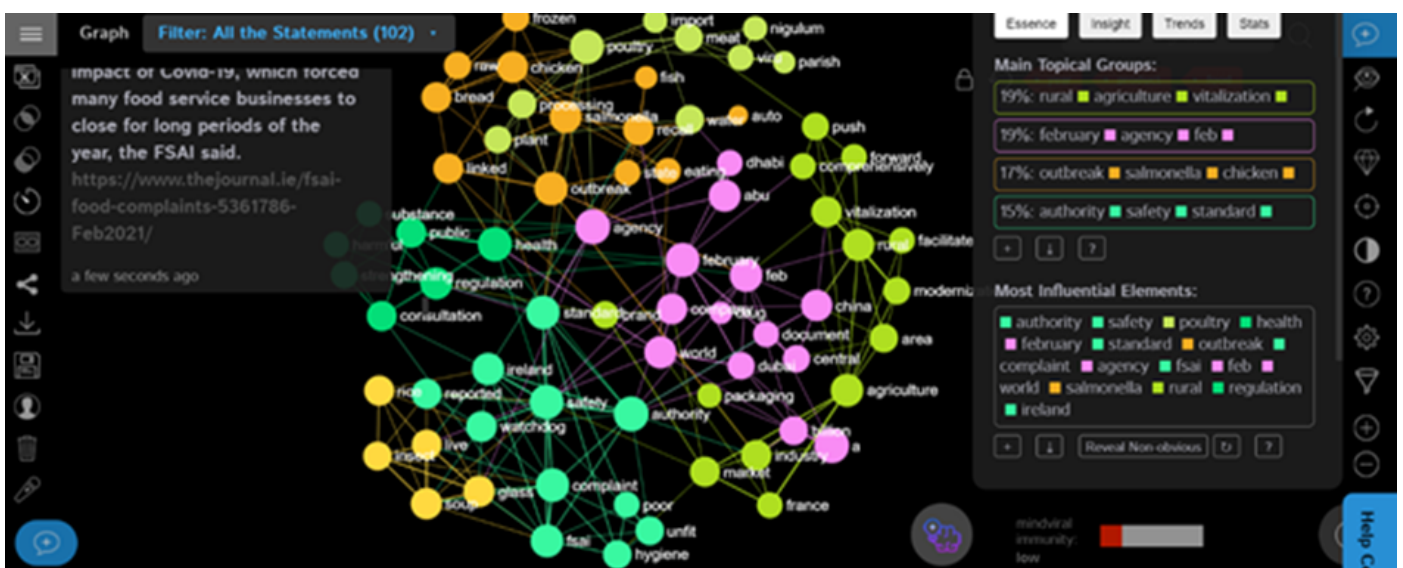 Graph
Filter: All the Statements (102)
impact of Covid-19, which forced
many food service businesses to
close for long periods of the
year, the FSAI said.
https://www.thejournal.ie/fsai-
food-complaints-5361786-
Feb2021/
a few seconds ago
frozen
import
nigulum
meat
poultry
parish
raw
chicken
fish
bread
processing
salmonella
auto
recall
push
plant
forward
comprehensively
linked
dhabi
state
eating
outbreak
abu
substance
public
agency
vitalization
health
rural
facilitate
february
feb
strengthening
regulation
moderniz
china
consultation
standard
brand
company
document
area
world
central
dubai
ireland
rice
reported
safety
packaging
agriculture
authority
watchdog
live
billion
a
insect
industry
market
glass
complaint
soup
poor
france
unfit
fsai
hygiene
Essence
Insight
Trends
Stats
Main Topical Groups:
19%: rural agriculture vitalization
19%: february agency feb
17%: outbreak salmonella chicken
15%: authority safety standard
+ ↓ ?
Most Influential Elements:
authority safety poultry health
february standard outbreak
complaint agency fsai feb
world salmonella rural regulation
ireland
+ ↓ Reveal Non-obvious ↻ ?
mindviral
immunity:
low
Help C